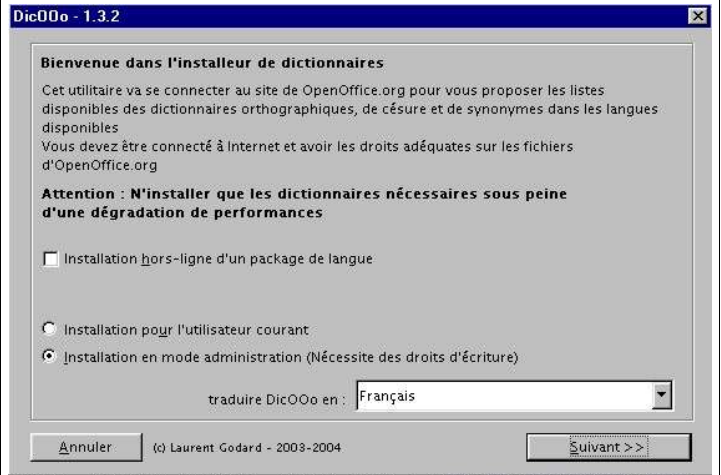 DicOOo - 1.3.2
Bienvenue dans l'installeur de dictionnaires
Cet utilitaire va se connecter au site de OpenOffice.org pour vous proposer les listes
disponibles des dictionnaires orthographiques, de césure et de synonymes dans les langues
disponibles
Vous devez être connecté à Internet et avoir les droits adéquates sur les fichiers
d'OpenOffice.org
Attention : N'installer que les dictionnaires nécessaires sous peine
d'une dégradation de performances
Installation hors-ligne d'un package de langue
Installation pour l'utilisateur courant
Installation en mode administration (Nécessite des droits d'écriture)
traduire DicOOo en : Français
Annuler (c) Laurent Godard - 2003-2004 Suivant >>